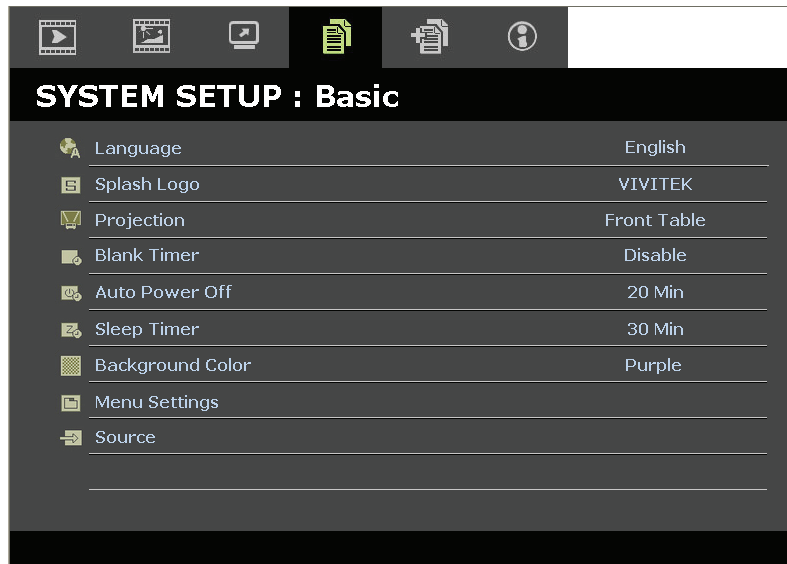 SYSTEM SETUP : Basic
Language English
Splash Logo VIVITEK
Projection Front Table
Blank Timer Disable
Auto Power Off 20 Min
Sleep Timer 30 Min
Background Color Purple
Menu Settings
Source